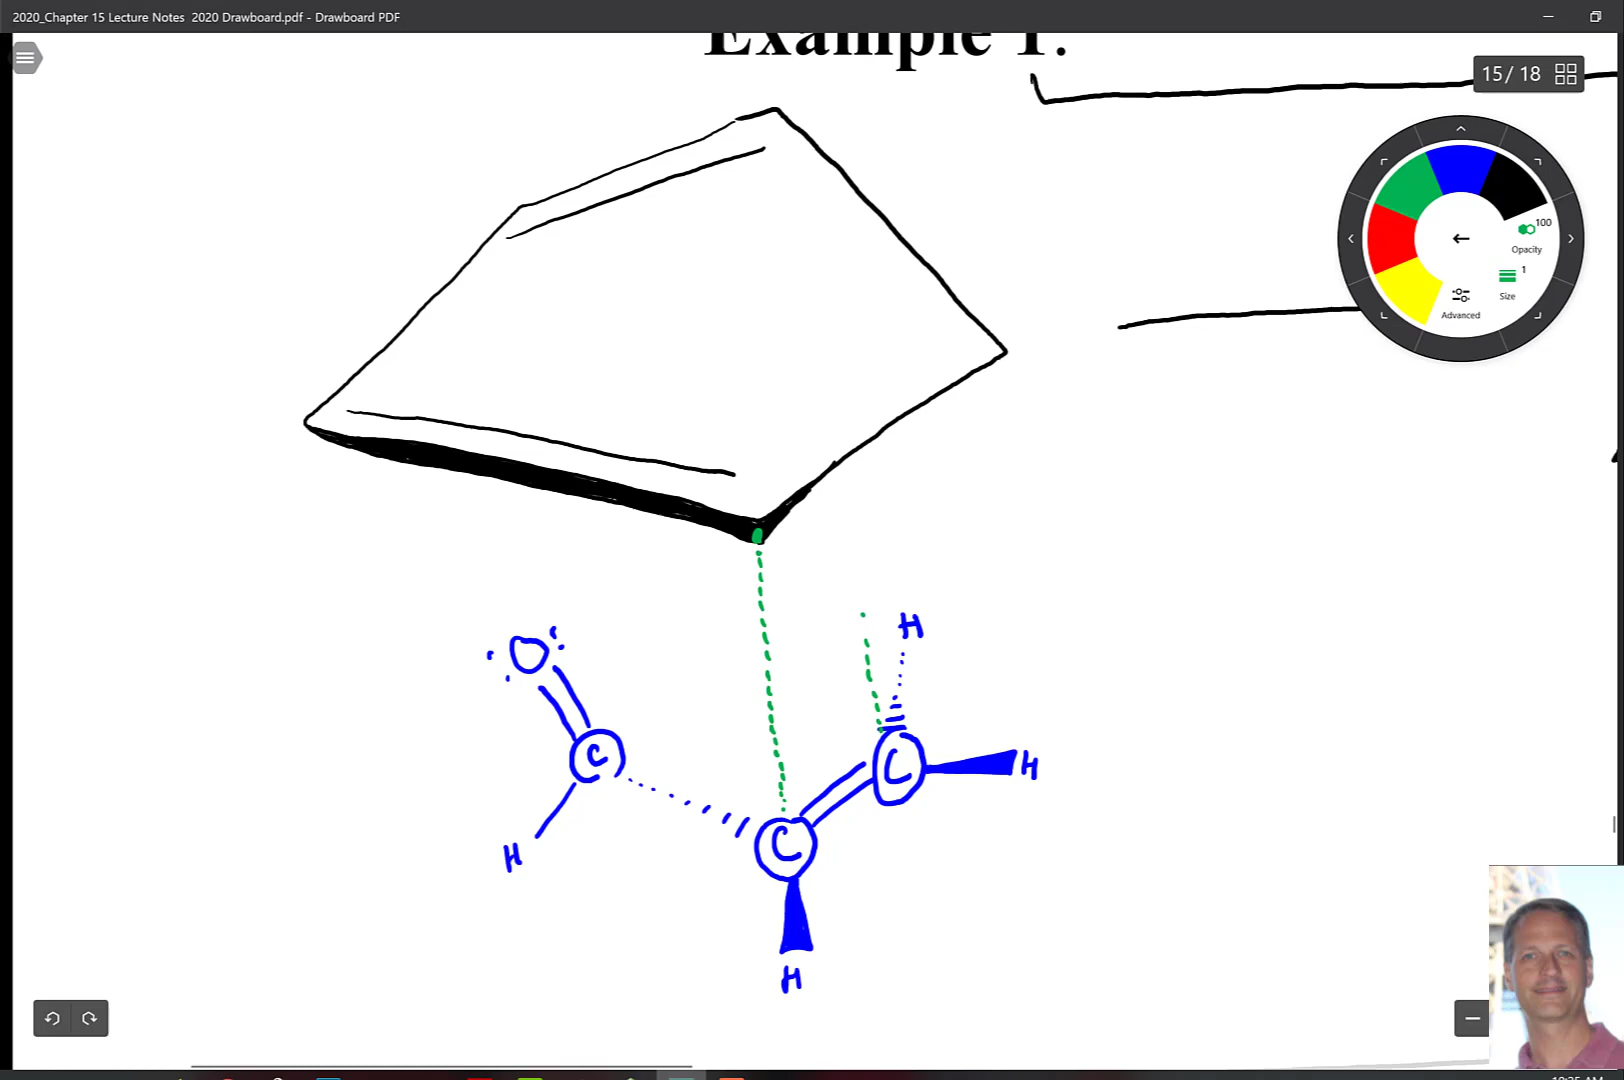 2020_Chapter 15 Lecture Notes 2020 Drawboard.pdf - Drawboard PDF
Example 1.
15 / 18
100
Opacity
1
Size
Advanced
H
O
C
C
H
H
C
H